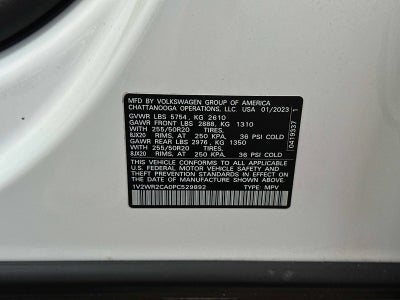 MFD BY VOLKSWAGEN GROUP OF AMERICA
CHATTANOOGA OPERATIONS, LLC. USA 01/2023
GVWR LBS 5754 , KG 2610
GAWR FRONT LBS 2888, KG 1310
WITH 255/50R20 TIRES,
8JX20 RIMS, AT 250 KPA, 36 PSI COLD
GAWR REAR LBS 2976, KG 1350
WITH 255/50R20 TIRES,
8JX20 RIMS, AT 250 KPA, 36 PSI COLD
THIS VEHICLE CONFORMS TO ALL APPLICABLE
U.S. FEDERAL MOTOR VEHICLE SAFETY AND
THEFT PREVENTION STANDARDS IN EFFECT ON
THE DATE OF MANUFACTURE SHOWN ABOVE
1V2WR2CA0PC529892 TYPE: MPV
0419337 1